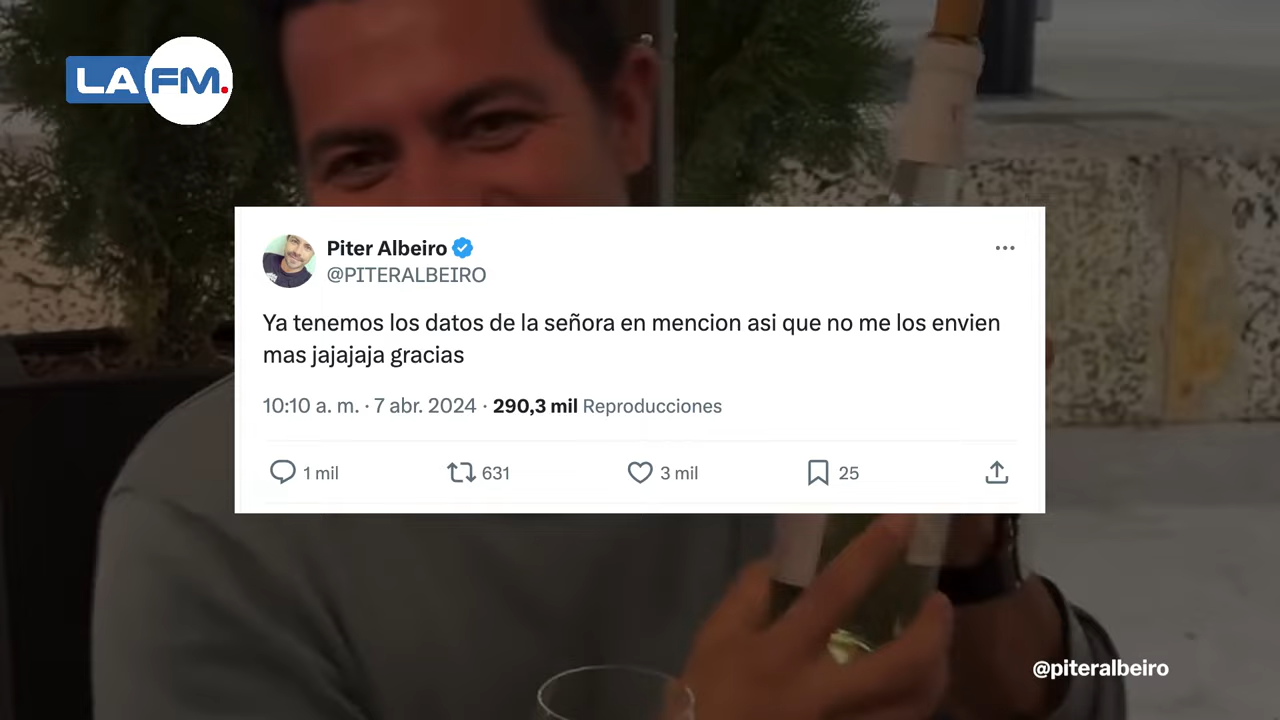 LA FM.
Piter Albeiro
@PITERALBEIRO
Ya tenemos los datos de la señora en mencion asi que no me los envien
mas jajajaja gracias
10:10 a. m. · 7 abr. 2024 · 290,3 mil Reproducciones
1 mil 631 3 mil 25
@piteralbeiro